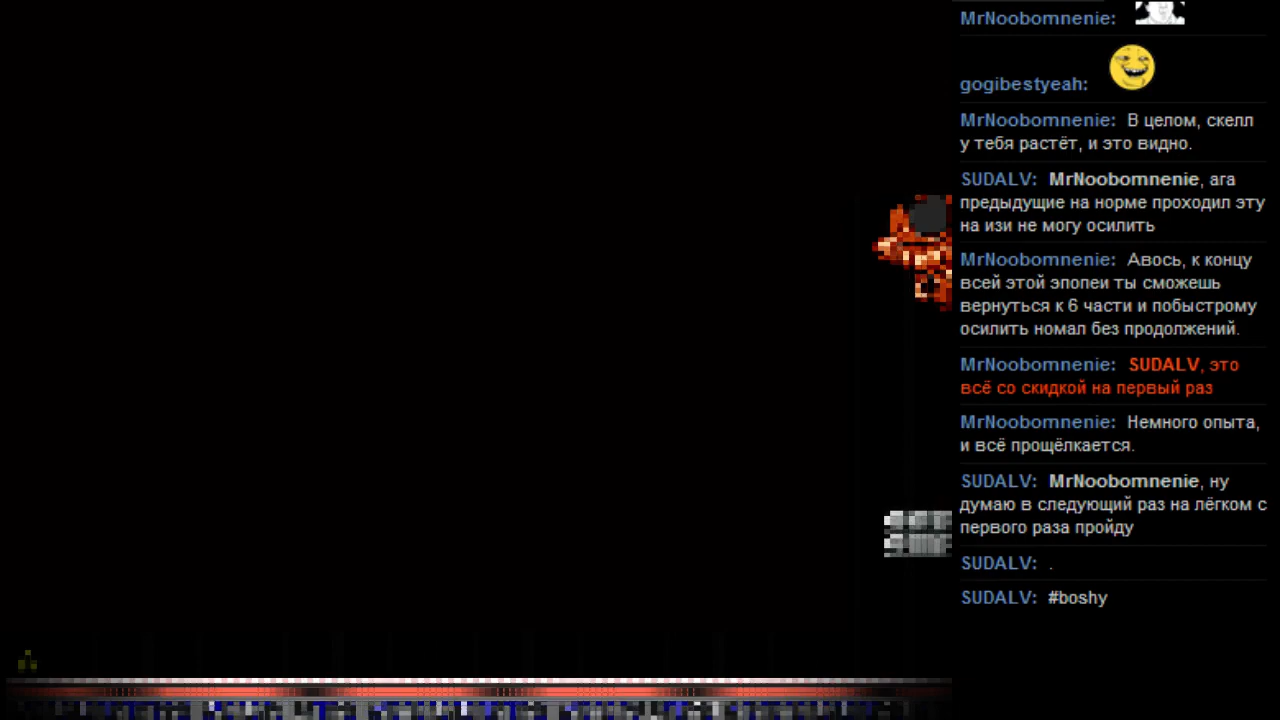 MrNoobomnenie:
gogibestyeah:
MrNoobomnenie: В целом, скелл
у тебя растёт, и это видно.
SUDALV: MrNoobomnenie, ага
предыдущие на норме проходил эту
на изи не могу осилить
MrNoobomnenie: Авось, к концу
всей этой эпопеи ты сможешь
вернуться к 6 части и побыстрому
осилить номал без продолжений.
MrNoobomnenie: SUDALV, это
всё со скидкой на первый раз
MrNoobomnenie: Немного опыта,
и всё прощёлкается.
SUDALV: MrNoobomnenie, ну
думаю в следующий раз на лёгком с
первого раза пройду
SUDALV: .
SUDALV: #boshy